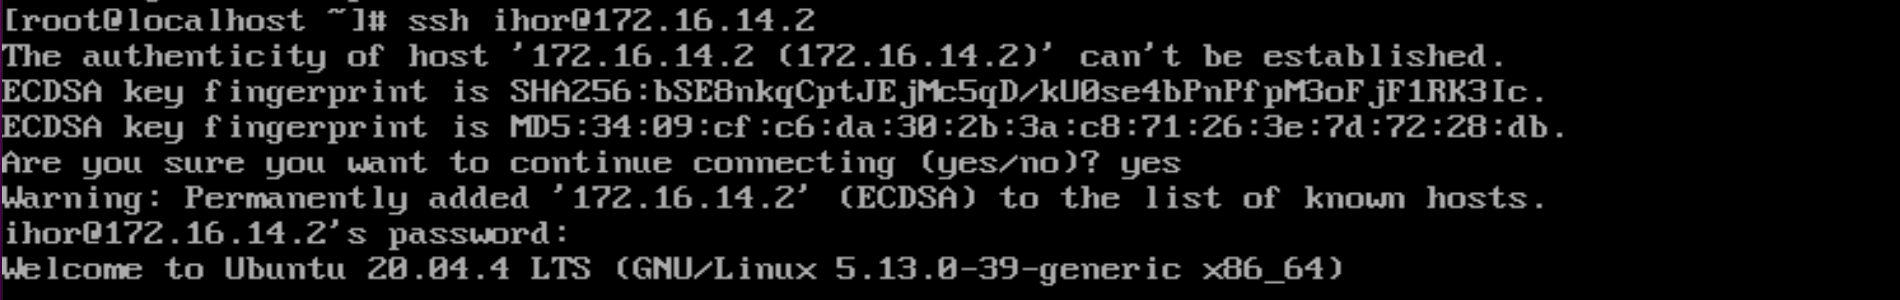 [root@localhost ~]# ssh ihor@172.16.14.2
The authenticity of host '172.16.14.2 (172.16.14.2)' can't be established.
ECDSA key fingerprint is SHA256:bSE8nkqCptJEjMc5qD/kU0se4bPnPfpM3oFjF1RK3Ic.
ECDSA key fingerprint is MD5:34:09:cf:c6:da:30:2b:3a:c8:71:26:3e:7d:72:28:db.
Are you sure you want to continue connecting (yes/no)? yes
Warning: Permanently added '172.16.14.2' (ECDSA) to the list of known hosts.
ihor@172.16.14.2's password:
Welcome to Ubuntu 20.04.4 LTS (GNU/Linux 5.13.0-39-generic x86_64)